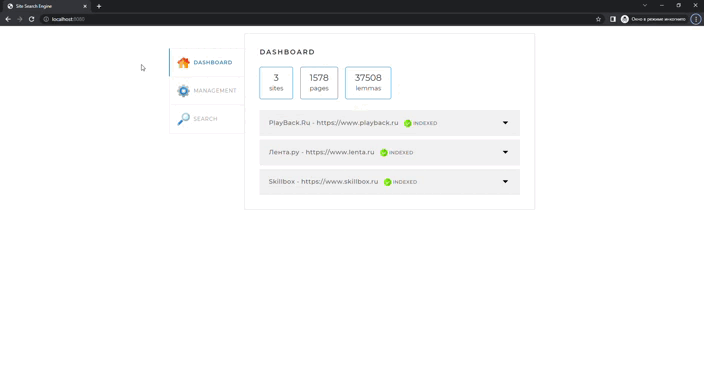 Site Search Engine
localhost:8080
Окно в режиме инкогнито
DASHBOARD
MANAGEMENT
SEARCH
DASHBOARD
3
sites
1578
pages
37508
lemmas
PlayBack.Ru - https://www.playback.ru INDEXED
Лента.ру - https://www.lenta.ru INDEXED
Skillbox - https://www.skillbox.ru INDEXED